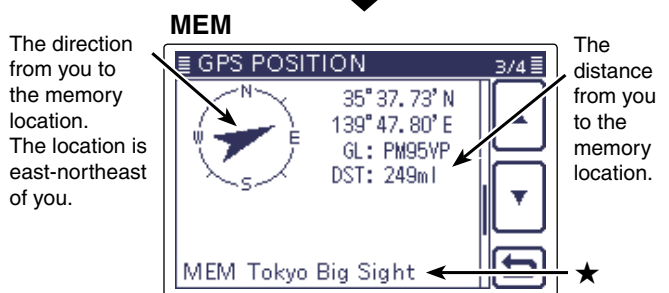 MEM
The direction
from you to
the memory
location.
The location is
east-northeast
of you.
GPS POSITION
3/4
N
W
E
S
35°37.73'N
139°47.80'E
GL: PM95VP
DST: 249ml
MEM Tokyo Big Sight
★
The
distance
from you
to the
memory
location.